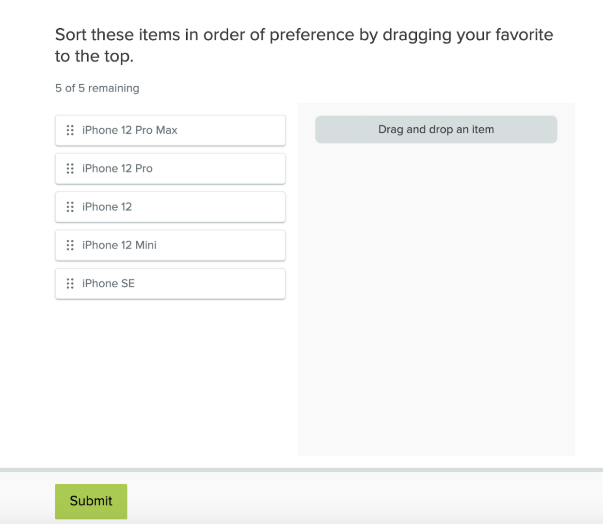 Sort these items in order of preference by dragging your favorite
to the top.
5 of 5 remaining
iPhone 12 Pro Max
Drag and drop an item
iPhone 12 Pro
iPhone 12
iPhone 12 Mini
iPhone SE
Submit